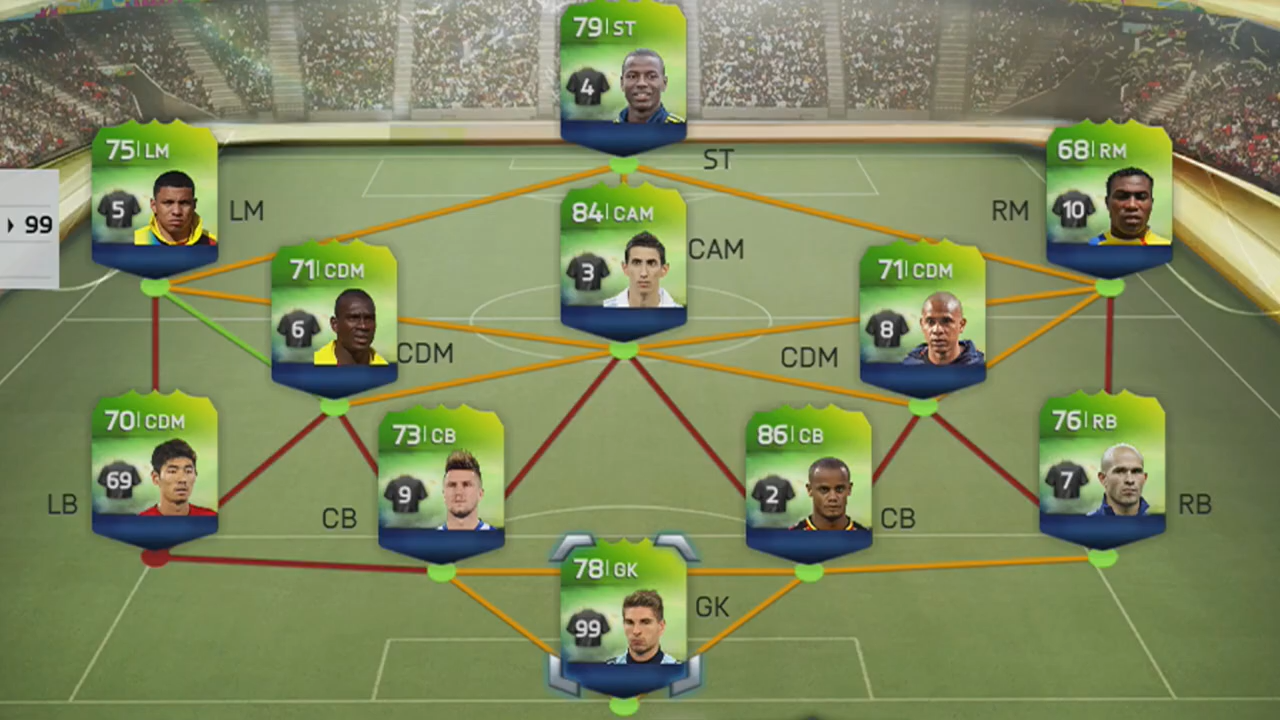 79 ST
4
ST
75 LM
5
LM
68 RM
10
RM
99
84 CAM
3
CAM
71 CDM
6
CDM
71 CDM
8
CDM
70 CDM
69
LB
73 CB
9
CB
86 CB
2
CB
76 RB
7
RB
78 GK
99
GK